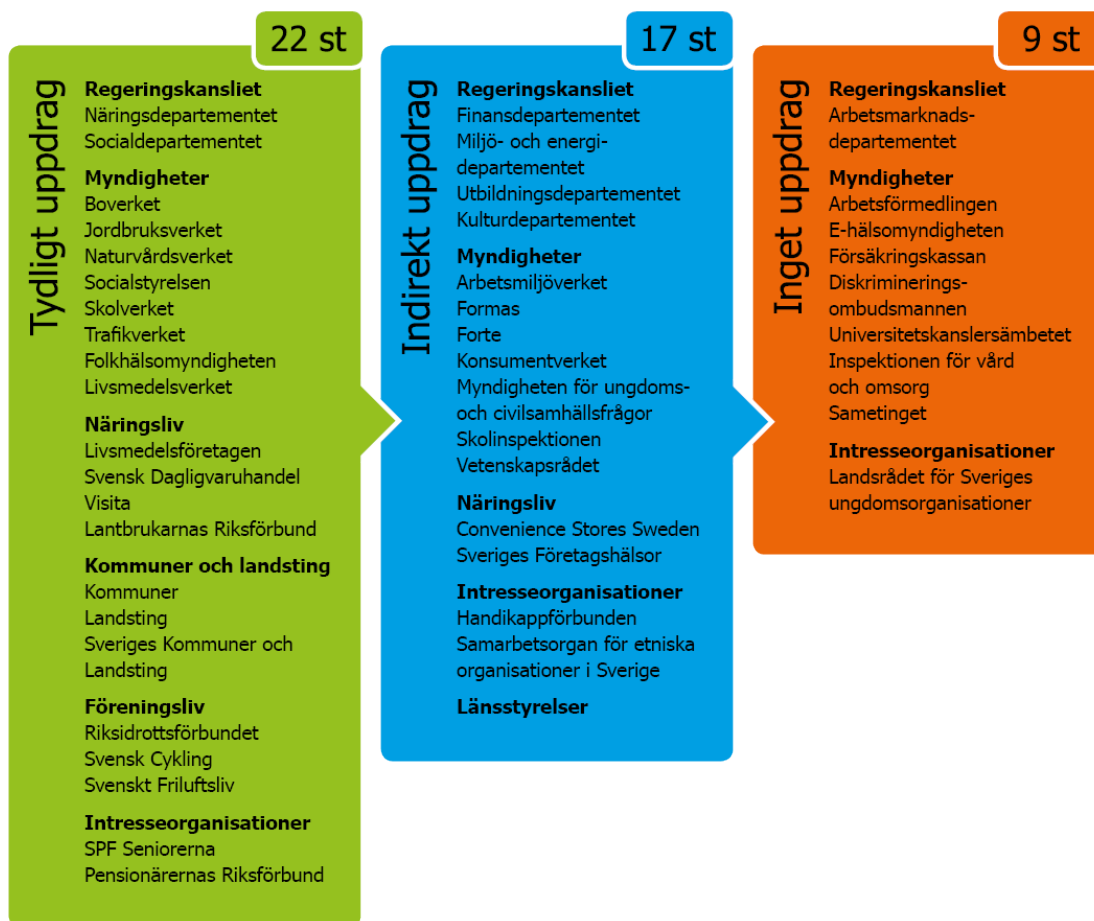 22 st
Tydligt uppdrag
Regeringskansliet
Näringsdepartementet
Socialdepartementet
Myndigheter
Boverket
Jordbruksverket
Naturvårdsverket
Socialstyrelsen
Skolverket
Trafikverket
Folkhälsomyndigheten
Livsmedelsverket
Näringsliv
Livsmedelsföretagen
Svensk Dagligvaruhandel
Visita
Lantbrukarnas Riksförbund
Kommuner och landsting
Kommuner
Landsting
Sveriges Kommuner och
Landsting
Föreningsliv
Riksidrottsförbundet
Svensk Cykling
Svenskt Friluftsliv
Intresseorganisationer
SPF Seniorerna
Pensionärernas Riksförbund
17 st
Indirekt uppdrag
Regeringskansliet
Finansdepartementet
Miljö- och energi-
departementet
Utbildningsdepartementet
Kulturdepartementet
Myndigheter
Arbetsmiljöverket
Formas
Forte
Konsumentverket
Myndigheten för ungdoms-
och civilsamhällsfrågor
Skolinspektionen
Vetenskapsrådet
Näringsliv
Convenience Stores Sweden
Sveriges Företagshälsor
Intresseorganisationer
Handikappförbunden
Samarbetsorgan för etniska
organisationer i Sverige
Länsstyrelser
9 st
Inget uppdrag
Regeringskansliet
Arbetsmarknads-
departementet
Myndigheter
Arbetsförmedlingen
E-hälsomyndigheten
Försäkringskassan
Diskriminerings-
ombudsmannen
Universitetskanslersämbetet
Inspektionen för vård
och omsorg
Sametinget
Intresseorganisationer
Landsrådet för Sveriges
ungdomsorganisationer